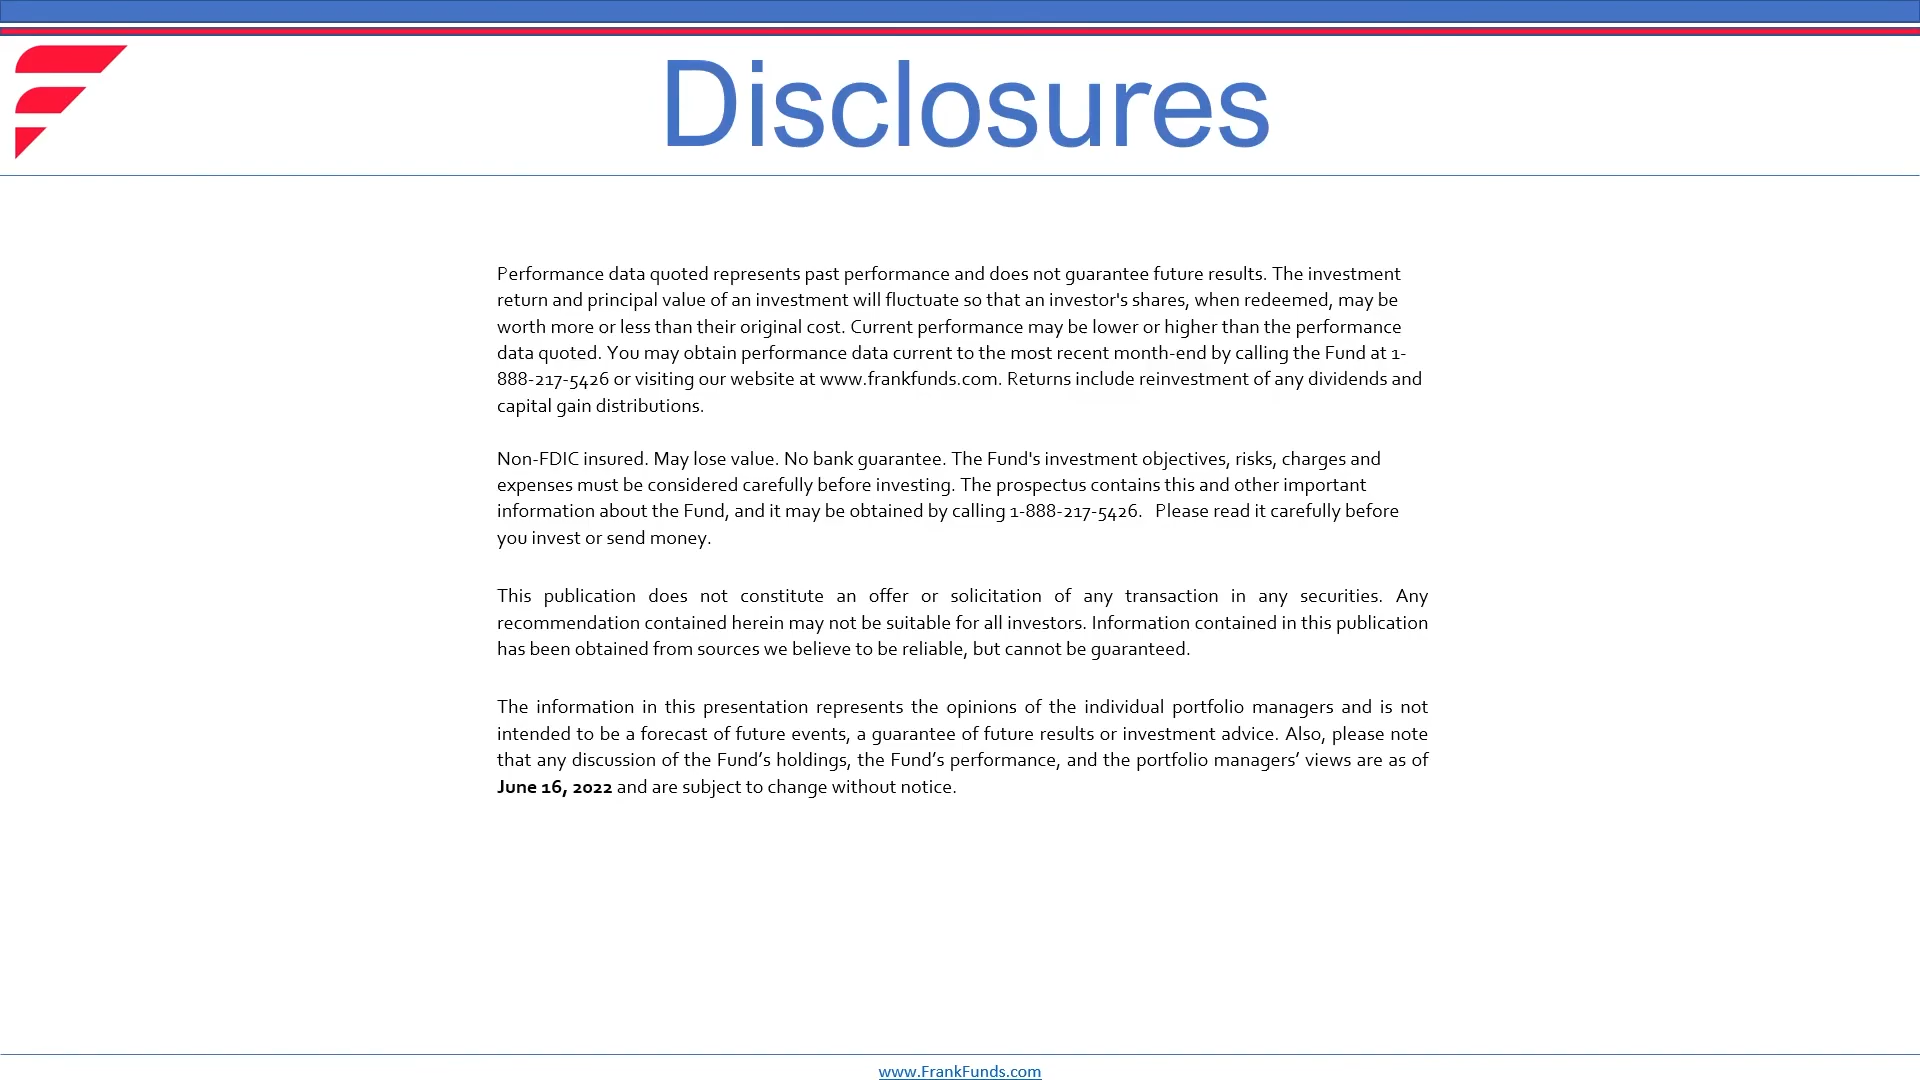 Disclosures
Performance data quoted represents past performance and does not guarantee future results. The investment
return and principal value of an investment will fluctuate so that an investor's shares, when redeemed, may be
worth more or less than their original cost. Current performance may be lower or higher than the performance
data quoted. You may obtain performance data current to the most recent month-end by calling the Fund at 1-
888-217-5426 or visiting our website at www.frankfunds.com. Returns include reinvestment of any dividends and
capital gain distributions.
Non-FDIC insured. May lose value. No bank guarantee. The Fund's investment objectives, risks, charges and
expenses must be considered carefully before investing. The prospectus contains this and other important
information about the Fund, and it may be obtained by calling 1-888-217-5426.   Please read it carefully before
you invest or send money.
This publication does not constitute an offer or solicitation of any transaction in any securities. Any
recommendation contained herein may not be suitable for all investors. Information contained in this publication
has been obtained from sources we believe to be reliable, but cannot be guaranteed.
The information in this presentation represents the opinions of the individual portfolio managers and is not
intended to be a forecast of future events, a guarantee of future results or investment advice. Also, please note
that any discussion of the Fund’s holdings, the Fund’s performance, and the portfolio managers’ views are as of
June 16, 2022 and are subject to change without notice.
www.FrankFunds.com